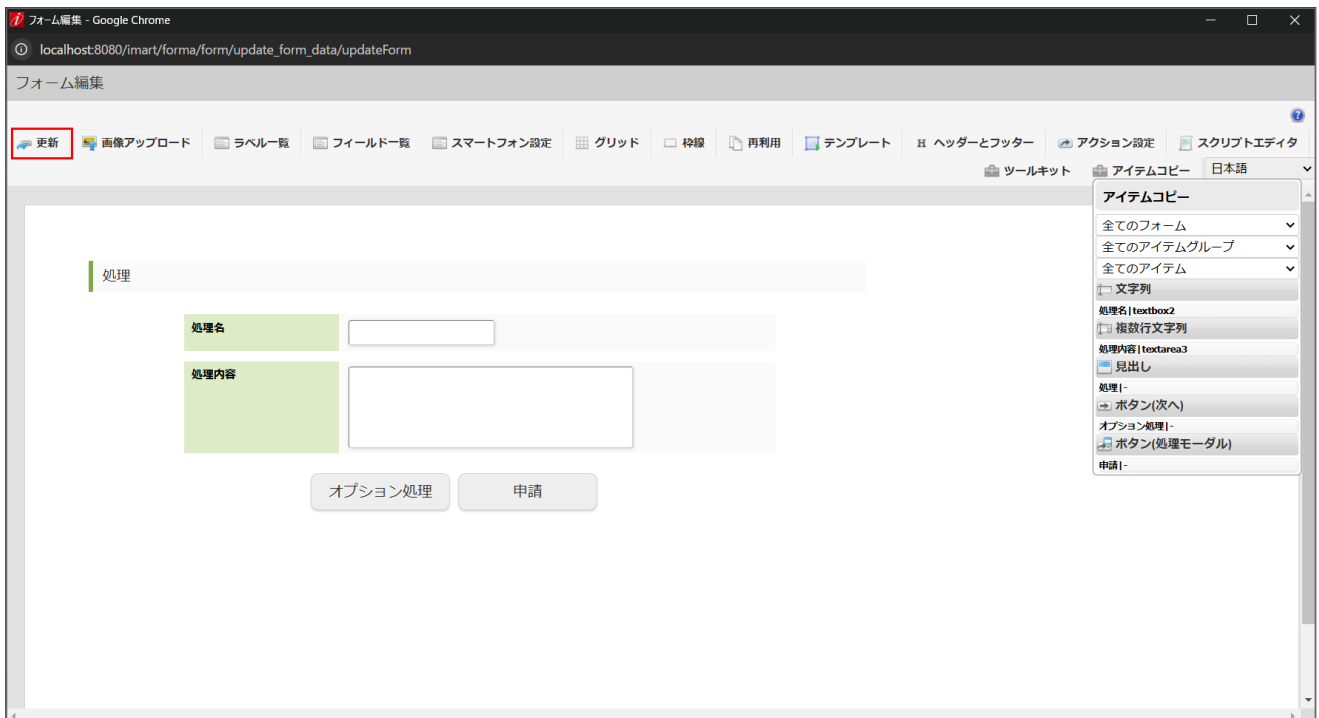 フォーム編集 - Google Chrome
localhost:8080/imart/forma/form/update_form_data/updateForm
フォーム編集
更新 画像アップロード ラベル一覧 フィールド一覧 スマートフォン設定 グリッド 枠線 再利用 テンプレート H ヘッダーとフッター アクション設定 スクリプトエディタ
ツールキット アイテムコピー 日本語
アイテムコピー
全てのフォーム
全てのアイテムグループ
全てのアイテム
文字列
処理名|textbox2
複数行文字列
処理内容|textarea3
見出し
処理|-
ボタン(次へ)
オプション処理|-
ボタン(処理モーダル)
申請|-
処理
処理名
処理内容
オプション処理 申請